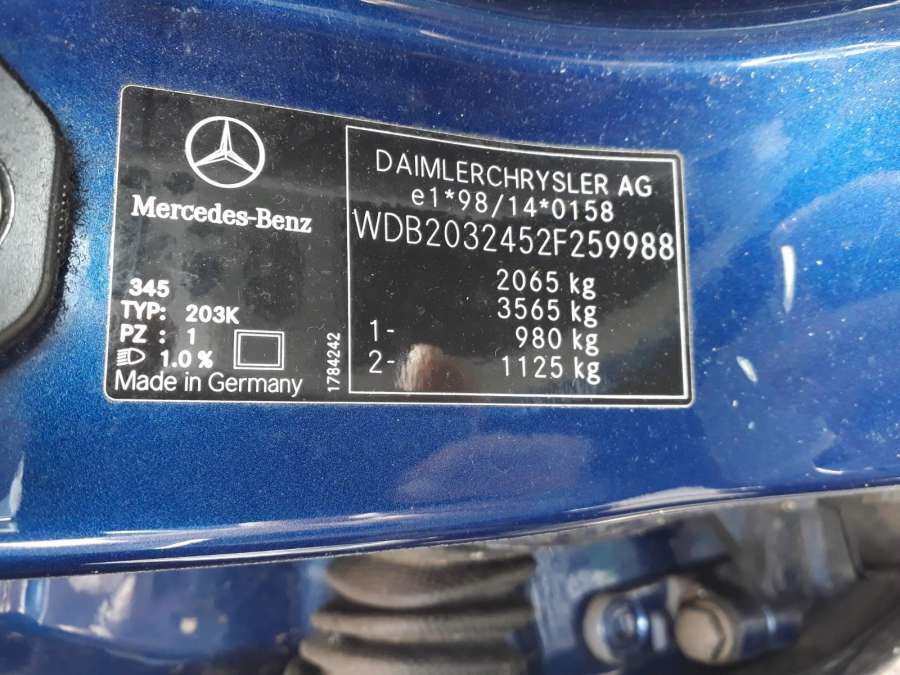 Mercedes-Benz
345
TYP: 203K
PZ : 1
1.0 %
Made in Germany
1784242
DAIMLERCHRYSLER AG
e1*98/14*0158
WDB2032452F259988
2065 kg
3565 kg
1- 980 kg
2- 1125 kg